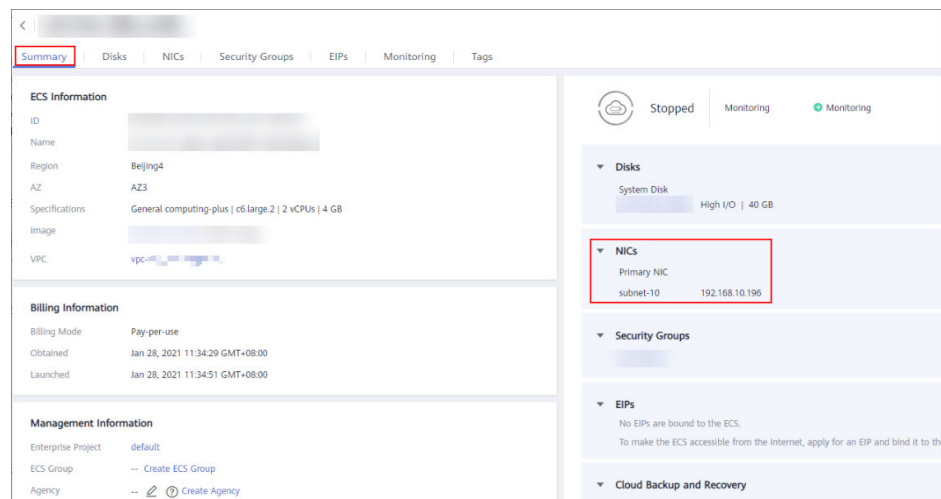 Summary Disks NICs Security Groups EIPs Monitoring Tags
ECS Information
ID
Name
Region Beijing4
AZ AZ3
Specifications General computing-plus | c6.large.2 | 2 vCPUs | 4 GB
Image
VPC vpc-
Billing Information
Billing Mode Pay-per-use
Obtained Jan 28, 2021 11:34:29 GMT+08:00
Launched Jan 28, 2021 11:34:51 GMT+08:00
Management Information
Enterprise Project default
ECS Group -- Create ECS Group
Agency -- Create Agency
Stopped Monitoring Monitoring
Disks
System Disk
High I/O | 40 GB
NICs
Primary NIC
subnet-10 192.168.10.196
Security Groups
EIPs
No EIPs are bound to the ECS.
To make the ECS accessible from the Internet, apply for an EIP and bind it to the
Cloud Backup and Recovery